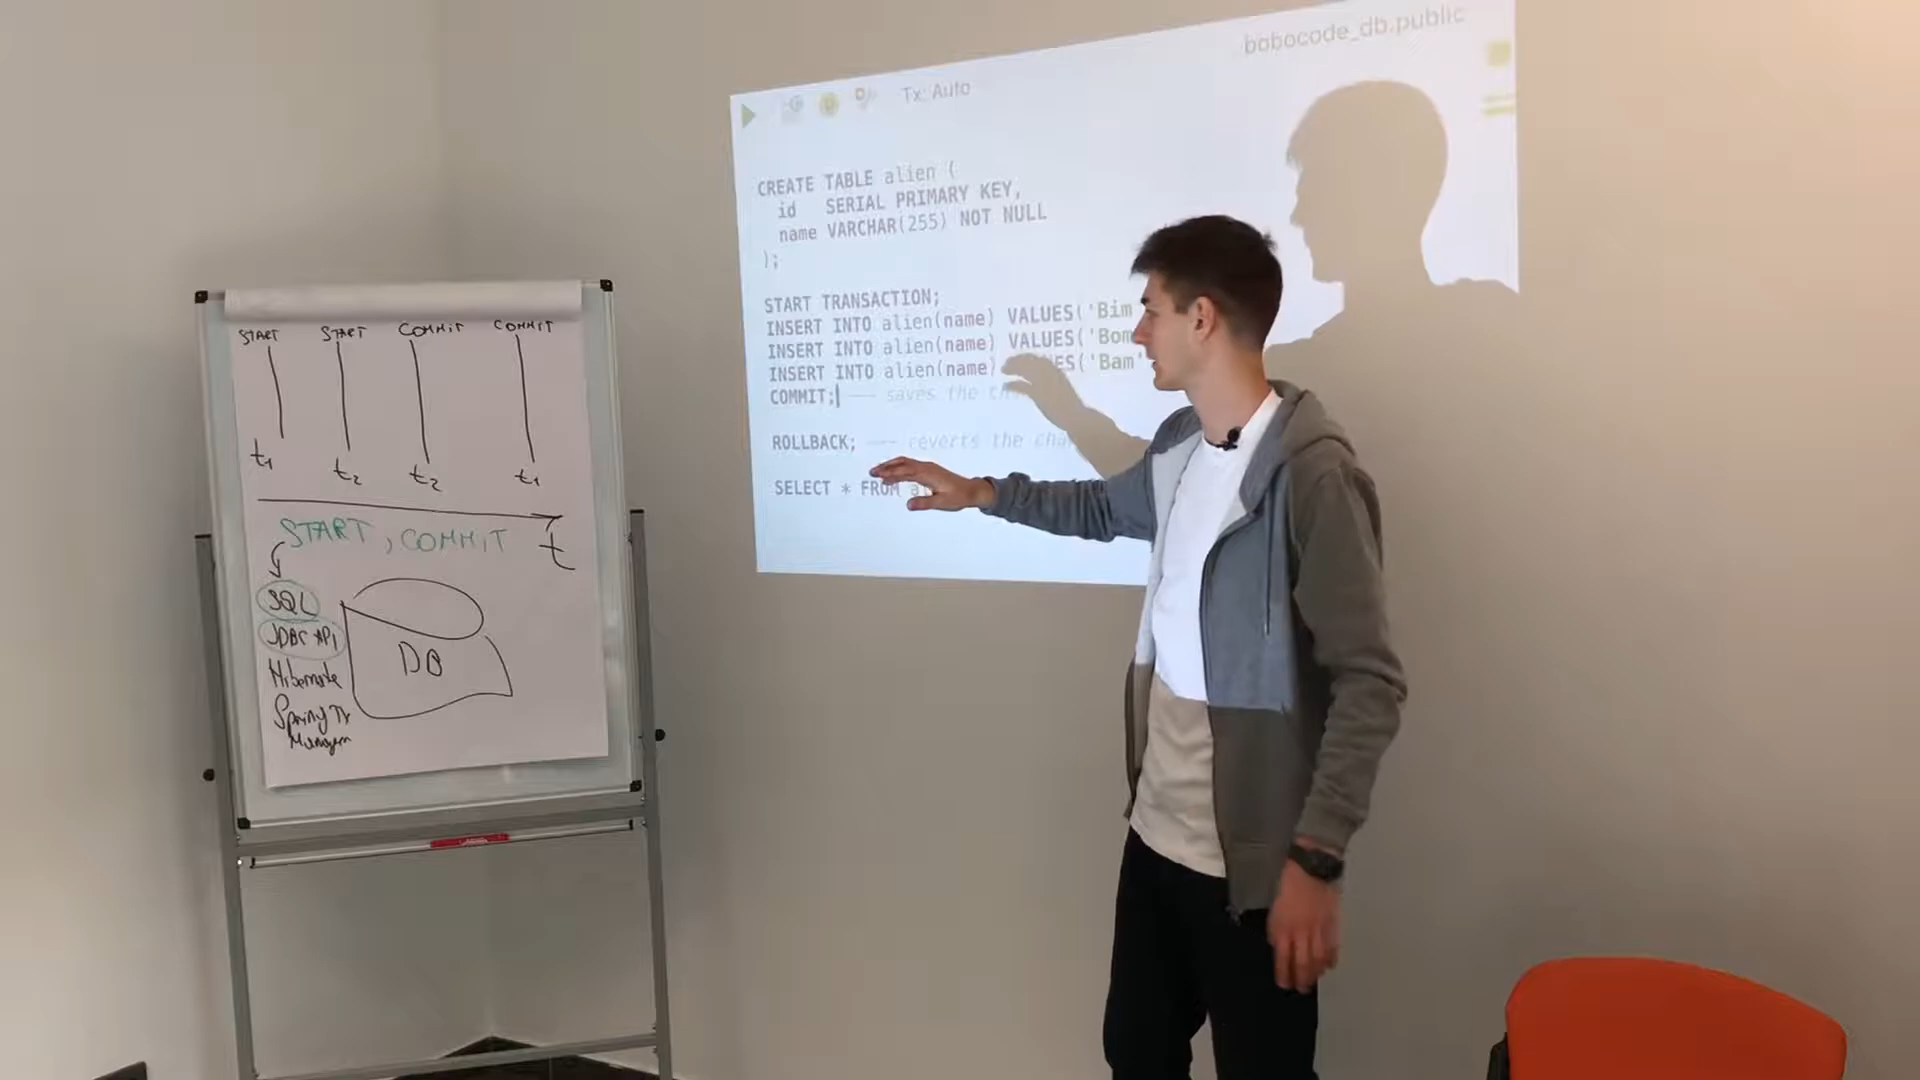 START START COMMIT COMMIT
t1 t2 t2 t1
START, COMMIT t
SQL
JDBC API
Hibernate
Spring Tx
DB
bobocode_db.public
Tx: Auto
CREATE TABLE alien (
id SERIAL PRIMARY KEY,
name VARCHAR(255) NOT NULL
);
START TRANSACTION;
INSERT INTO alien(name) VALUES('Bim
INSERT INTO alien(name) VALUES('Bom
INSERT INTO alien(name) VALUES('Bam'
COMMIT; --- saves the
ROLLBACK; --- reverts the
SELECT * FROM